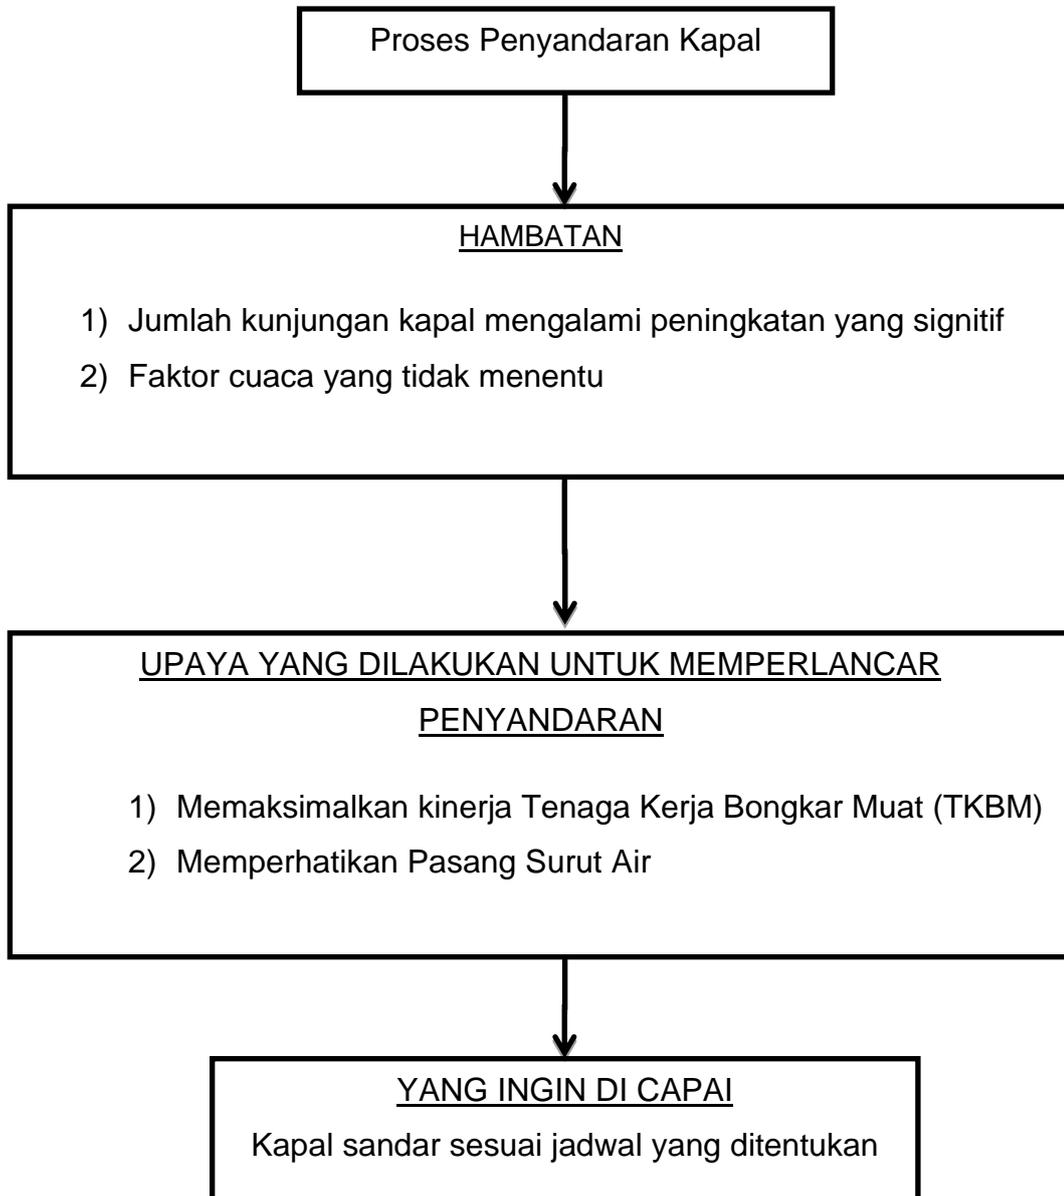 Proses Penyandaran Kapal
HAMBATAN
1) Jumlah kunjungan kapal mengalami peningkatan yang signitif
2) Faktor cuaca yang tidak menentu
UPAYA YANG DILAKUKAN UNTUK MEMPERLANCAR
PENYANDARAN
1) Memaksimalkan kinerja Tenaga Kerja Bongkar Muat (TKBM)
2) Memperhatikan Pasang Surut Air
YANG INGIN DI CAPAI
Kapal sandar sesuai jadwal yang ditentukan